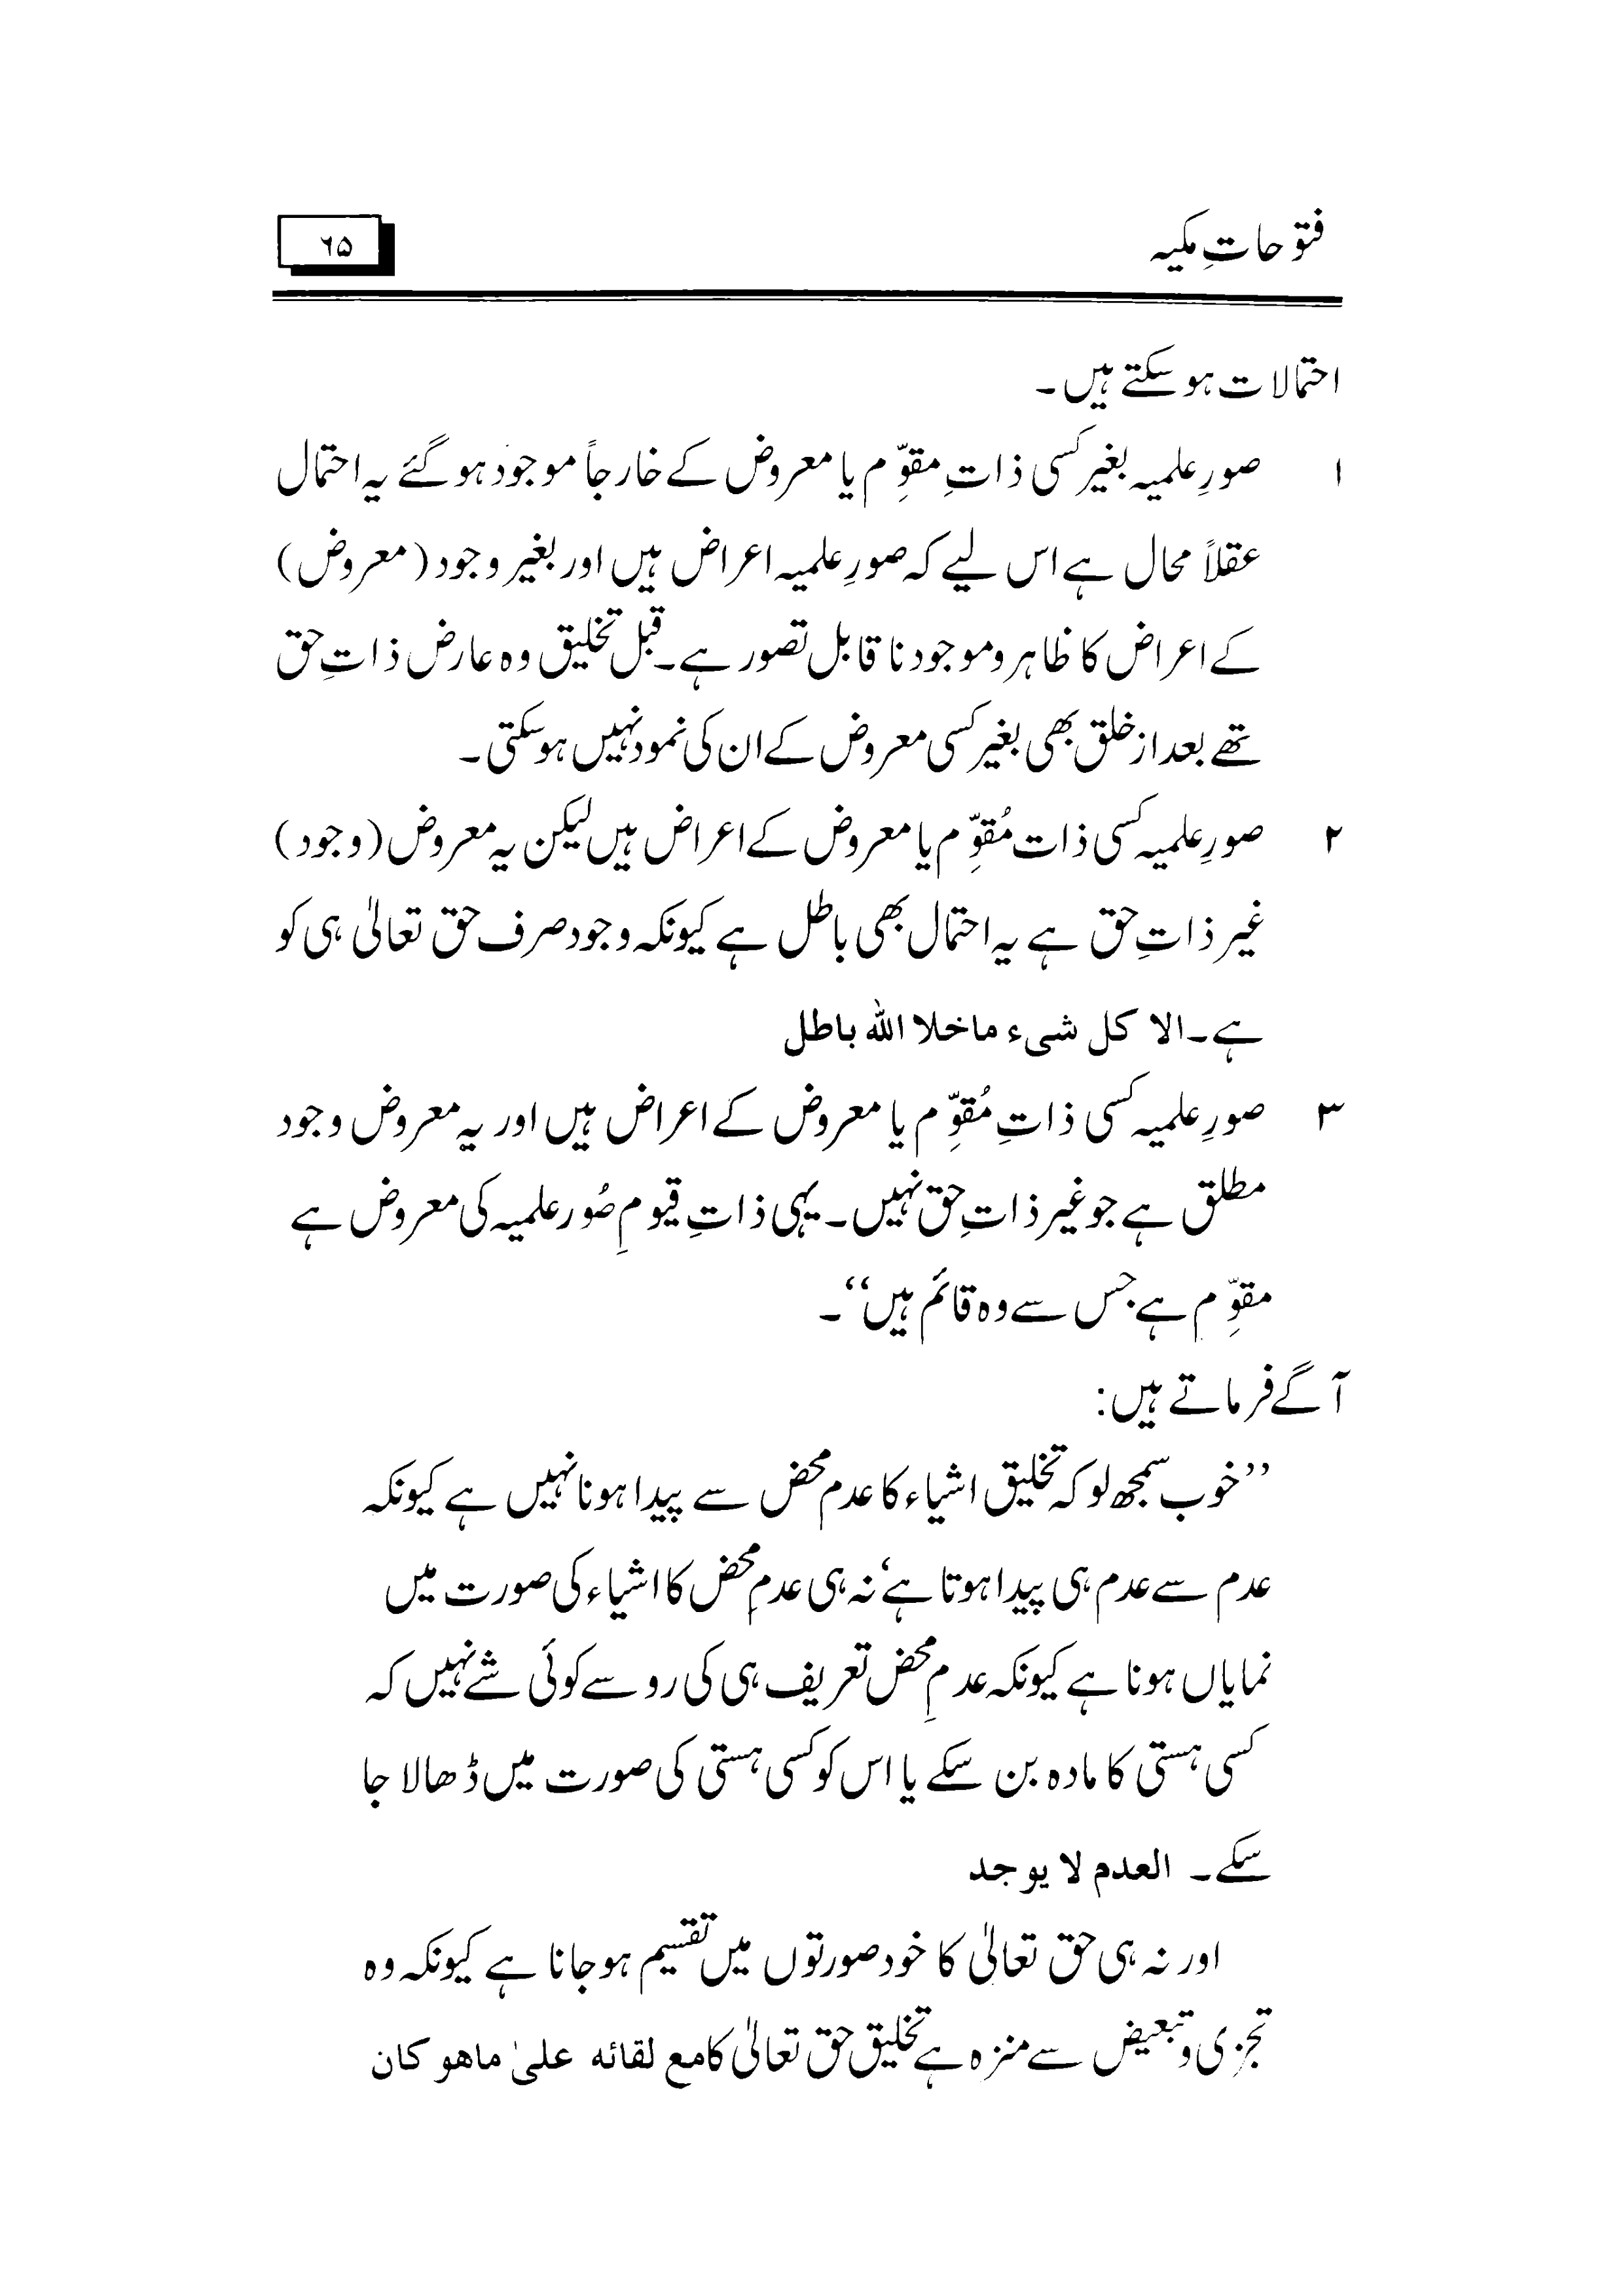 فتوحاتِ مکیہ
۶۵
احتمالات ہو سکتے ہیں۔
۱ صورِ علمیہ بغیر کسی ذاتِ مقوِّم یا معروض کے خارجاً موجود ہو گئے یہ احتمال
عقلاً محال ہے اس لیے کہ صورِ علمیہ اعراض ہیں اور بغیر وجود (معروض)
کے اعراض کا ظاہر و موجود نا قابل تصور ہے۔ قبل تخلیق وہ عارض ذاتِ حق
تھے بعد از خلق بھی بغیر کسی معروض کے ان کی نمود نہیں ہو سکتی۔
۲ صورِ علمیہ کسی ذات مُقوِّم یا معروض کے اعراض ہیں لیکن یہ معروض (وجود)
غیر ذاتِ حق ہے یہ احتمال بھی باطل ہے کیونکہ وجود صرف حق تعالیٰ ہی کو
ہے۔ الا کل شیء ماخلا اللہ باطل
۳ صورِ علمیہ کسی ذاتِ مُقوِّم یا معروض کے اعراض ہیں اور یہ معروض وجود
مطلق ہے جو غیر ذاتِ حق نہیں۔ یہی ذاتِ قیومِ صُور علمیہ کی معروض ہے
مقوِّم ہے جس سے وہ قائم ہیں‘‘۔
آگے فرماتے ہیں:
’’خوب سمجھ لو کہ تخلیق اشیاء کا عدم محض سے پیدا ہونا نہیں ہے کیونکہ
عدم سے عدم ہی پیدا ہوتا ہے‘ نہ ہی عدمِ محض کا اشیاء کی صورت میں
نمایاں ہونا ہے کیونکہ عدمِ محض تعریف ہی کی رو سے کوئی شے نہیں کہ
کسی ہستی کا مادہ بن سکے یا اس کو کسی ہستی کی صورت میں ڈھالا جا
سکے۔ العدم لا یوجد
اور نہ ہی حق تعالیٰ کا خود صورتوں میں تقسیم ہو جانا ہے کیونکہ وہ
تجزی و تبعیض سے منزہ ہے تخلیق حق تعالیٰ کا مع لقائه علیٰ ماھو کان